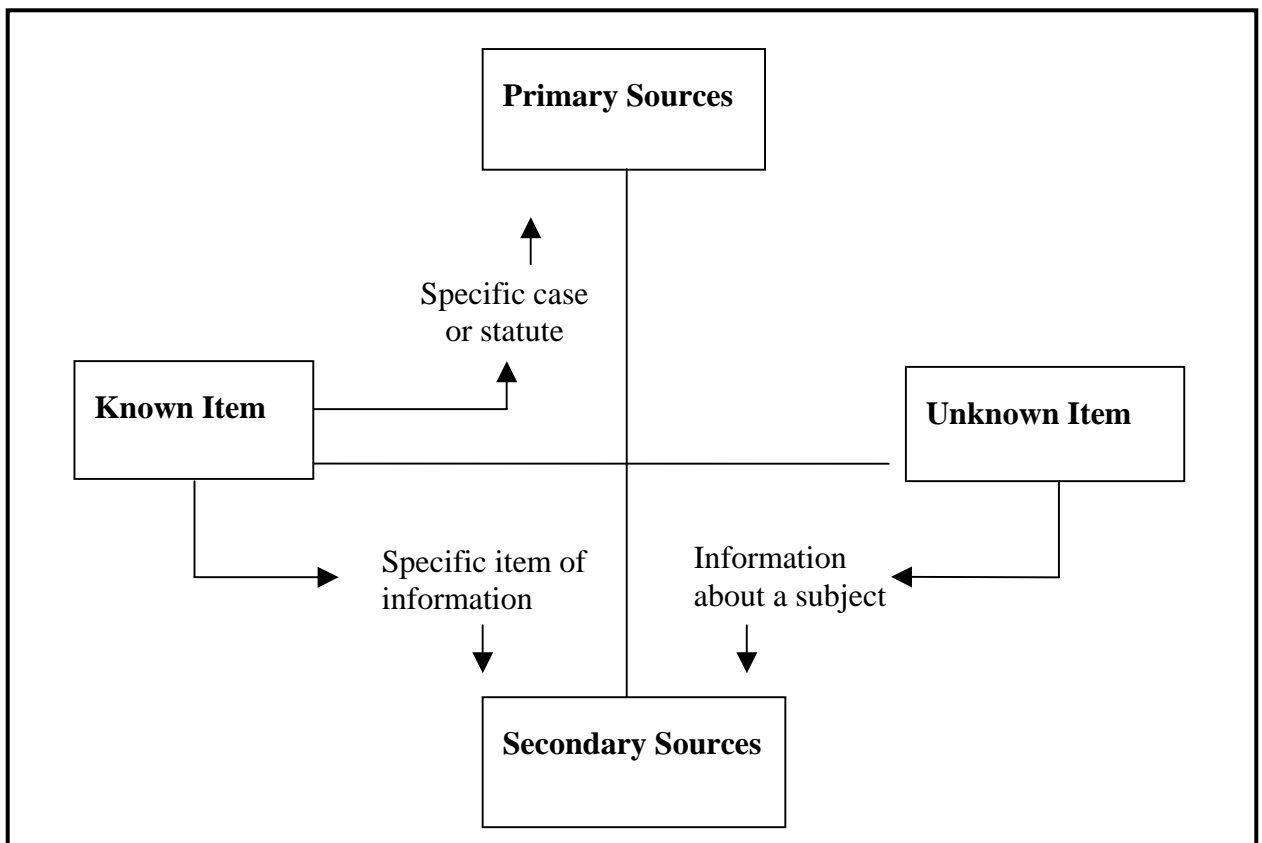 Primary Sources
Specific case
or statute
Known Item
Unknown Item
Specific item of
information
Information
about a subject
Secondary Sources